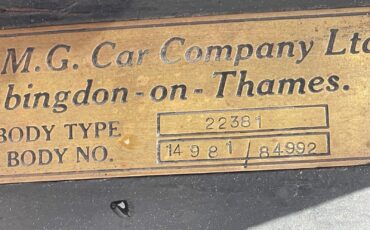 M.G. Car Company Ltd
bingdon-on-Thames.
BODY TYPE 22381
BODY NO. 14981/84992